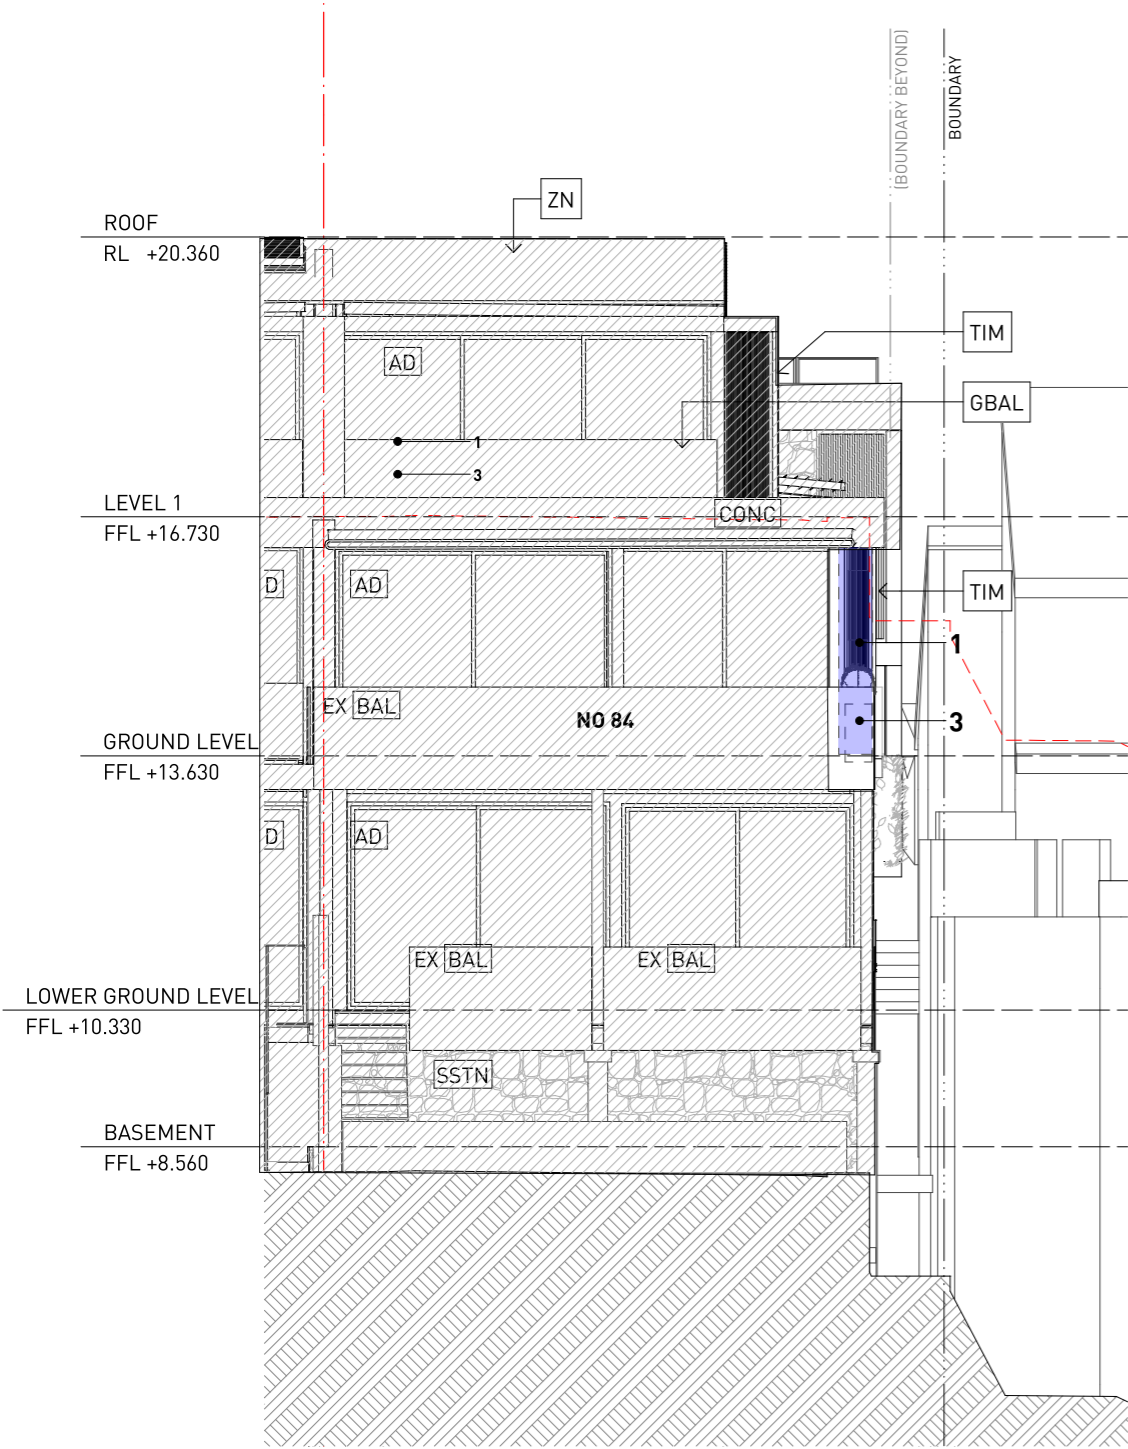 (BOUNDARY BEYOND)
BOUNDARY
ZN
ROOF
RL +20.360
TIM
AD
GBAL
1
3
LEVEL 1
FFL +16.730
CONC
D
AD
TIM
1
EX BAL
NO 84
3
GROUND LEVEL
FFL +13.630
D
AD
EX BAL
EX BAL
LOWER GROUND LEVEL
FFL +10.330
SSTN
BASEMENT
FFL +8.560